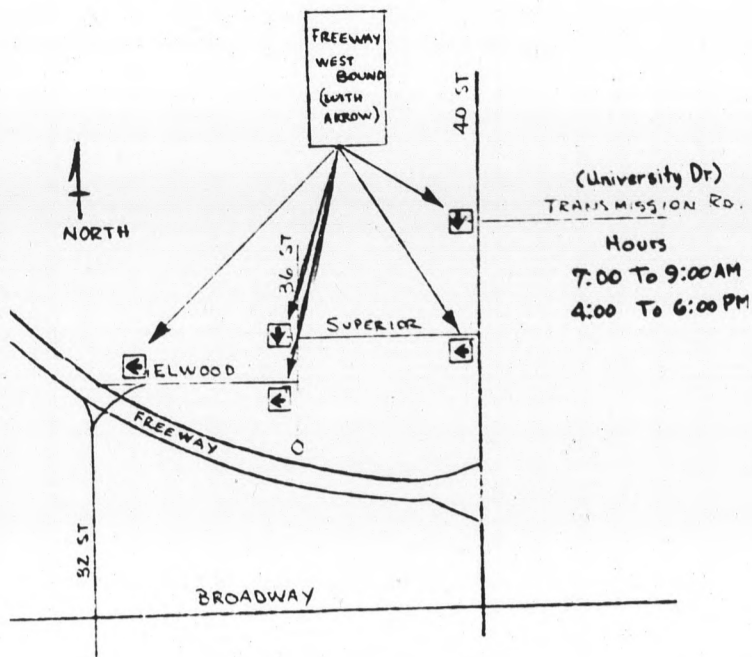 FREEWAY
WEST
BOUND
(WITH
ARROW)
40 ST
(University Dr)
TRANSMISSION RD.
Hours
7:00 To 9:00 AM
4:00 To 6:00 PM
NORTH
36 ST
SUPERIOR
ELWOOD
FREEWAY
32 ST
BROADWAY